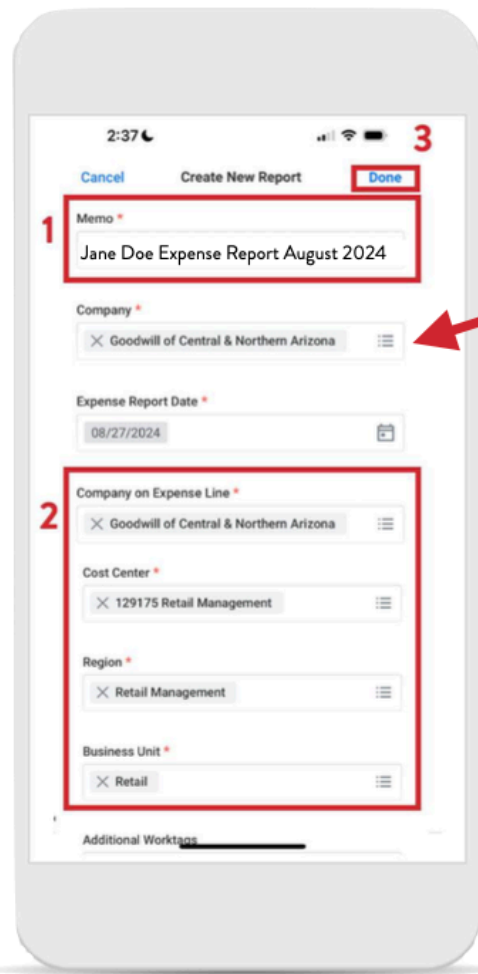 2:37
3
Cancel Create New Report Done
1
Memo *
Jane Doe Expense Report August 2024
Company *
Goodwill of Central & Northern Arizona
Expense Report Date *
08/27/2024
2
Company on Expense Line *
Goodwill of Central & Northern Arizona
Cost Center *
129175 Retail Management
Region *
Retail Management
Business Unit *
Retail
Additional Worktags